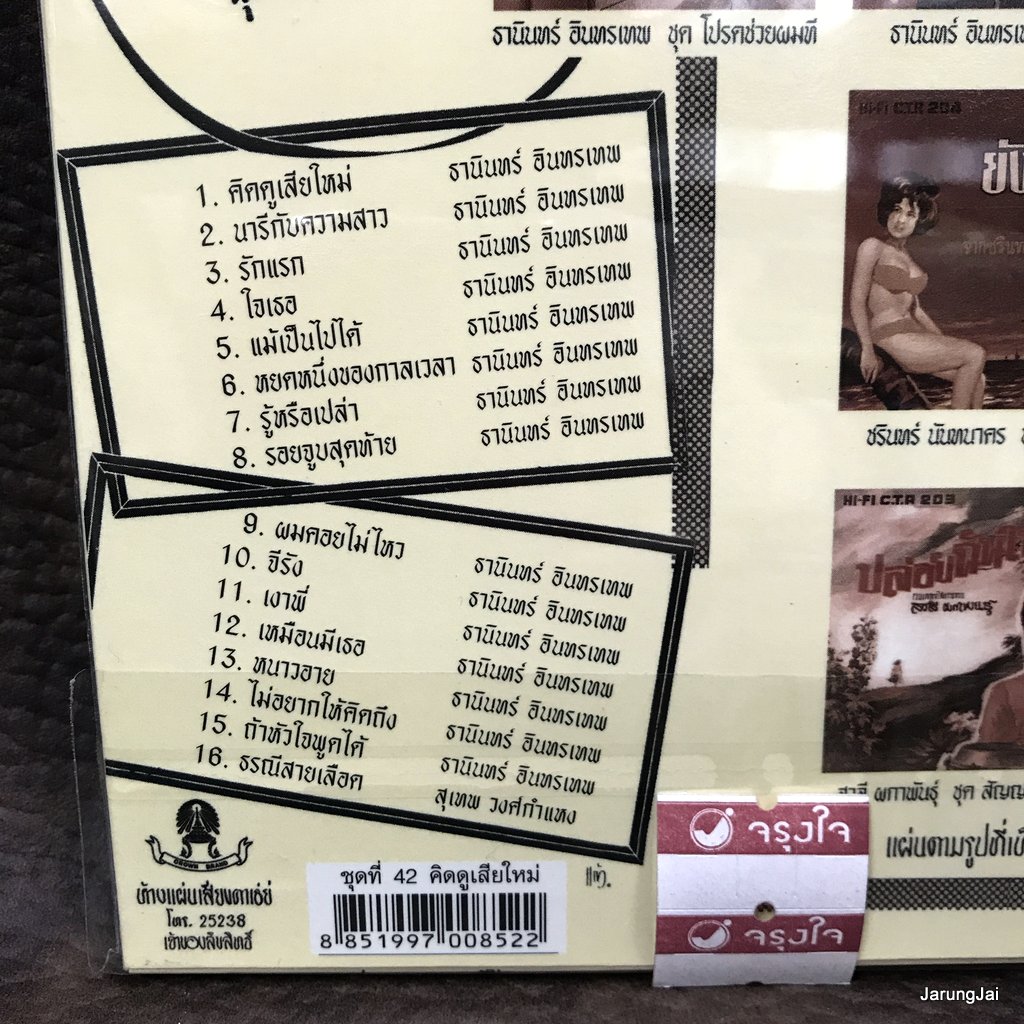 ธานินทร์ อินทรเทพ ชุด โปรดช่วยผมที
ธานินทร์
1. คิดดูเสียใหม่ ธานินทร์ อินทรเทพ
2. นารีกับความสาว ธานินทร์ อินทรเทพ
3. รักแรก ธานินทร์ อินทรเทพ
4. ใจเธอ ธานินทร์ อินทรเทพ
5. แม้เป็นไปได้ ธานินทร์ อินทรเทพ
6. หยดหนึ่งของกาลเวลา ธานินทร์ อินทรเทพ
7. รู้หรือเปล่า ธานินทร์ อินทรเทพ
8. รอยจูบสุดท้าย ธานินทร์ อินทรเทพ
9. ผมคอยไม่ไหว ธานินทร์ อินทรเทพ
10. จีรัง ธานินทร์ อินทรเทพ
11. เงาพี่ ธานินทร์ อินทรเทพ
12. เหมือนมีเธอ ธานินทร์ อินทรเทพ
13. หนาวอาย ธานินทร์ อินทรเทพ
14. ไม่อยากให้คิดถึง ธานินทร์ อินทรเทพ
15. ถ้าหัวใจพูดได้ ธานินทร์ อินทรเทพ
16. ธรณีสายเลือด สุเทพ วงศ์กำแหง
HI-FI C.T.R 204
ชรินทร์ นันทนาคร
HI-FI C.T.R 203
ผกาพันธุ์ ชุด
แผ่นตามรูปที่
CROWN BRAND
ห้างแผ่นเสียงตาเอ่ย์
โทร. 25238
เจ้าของลิขสิทธิ์
ชุดที่ 42 คิดดูเสียใหม่
8 851997 008522
จรุงใจ
จรุงใจ
JarungJai